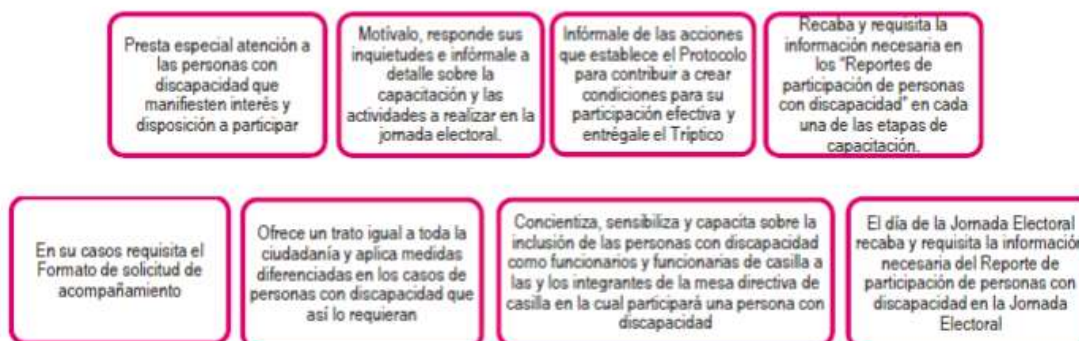 Presta especial atención a
las personas con
discapacidad que
manifiesten interés y
disposición a participar
Motívalo, responde sus
inquietudes e infórmale a
detalle sobre la
capacitación y las
actividades a realizar en la
jornada electoral.
Infórmale de las acciones
que establece el Protocolo
para contribuir a crear
condiciones para su
participación efectiva y
entrégale el Tríptico
Recaba y requisita la
información necesaria en
los "Reportes de
participación de personas
con discapacidad" en cada
una de las etapas de
capacitación.
En su casos requisita el
Formato de solicitud de
acompañamiento
Ofrece un trato igual a toda la
ciudadanía y aplica medidas
diferenciadas en los casos de
personas con discapacidad que
así lo requieran
Concientiza, sensibiliza y capacita sobre la
inclusión de las personas con discapacidad
como funcionarios y funcionarias de casilla a
las y los integrantes de la mesa directiva de
casilla en la cual participará una persona con
discapacidad
El día de la Jornada Electoral
recaba y requisita la información
necesaria del Reporte de
participación de personas con
discapacidad en la Jornada
Electoral